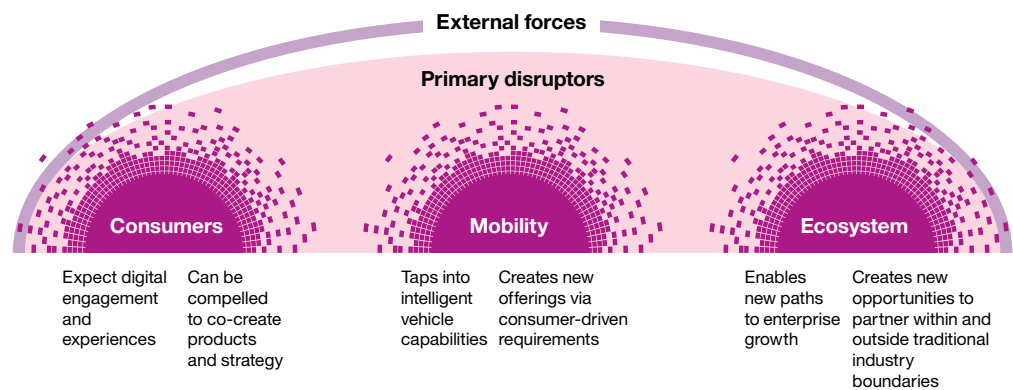 External forces
Primary disruptors
Consumers
Mobility
Ecosystem
Expect digital
engagement
and
experiences
Can be
compelled
to co-create
products
and strategy
Taps into
intelligent
vehicle
capabilities
Creates new
offerings via
consumer-driven
requirements
Enables
new paths
to enterprise
growth
Creates new
opportunities to
partner within and
outside traditional
industry
boundaries